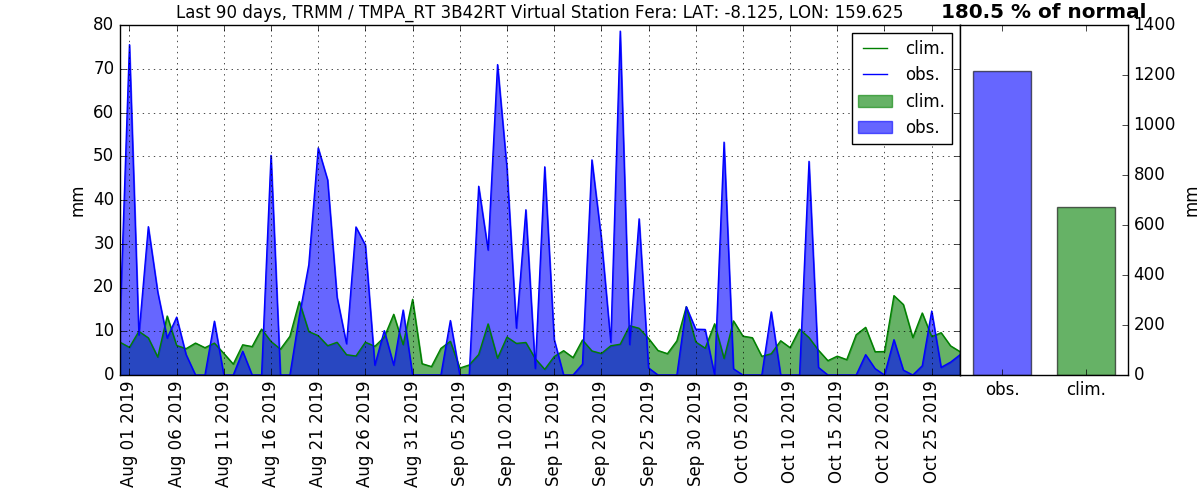 Last 90 days, TRMM / TMPA_RT 3B42RT Virtual Station Fera: LAT: -8.125, LON: 159.625
180.5 % of normal
80
70
60
50
40
30
20
10
0
mm
clim.
obs.
clim.
obs.
1400
1200
1000
800
600
400
200
0
mm
Aug 01 2019
Aug 06 2019
Aug 11 2019
Aug 16 2019
Aug 21 2019
Aug 26 2019
Aug 31 2019
Sep 05 2019
Sep 10 2019
Sep 15 2019
Sep 20 2019
Sep 25 2019
Sep 30 2019
Oct 05 2019
Oct 10 2019
Oct 15 2019
Oct 20 2019
Oct 25 2019
obs.
clim.